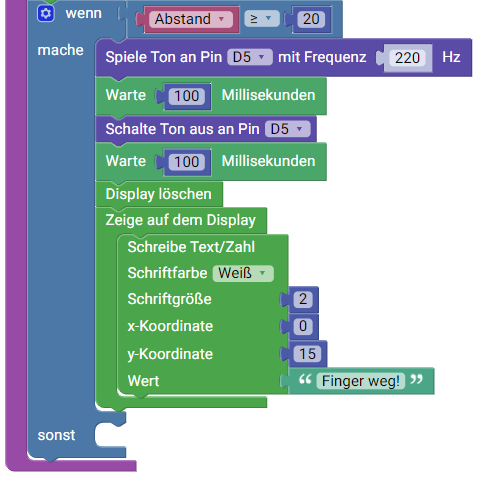 wenn Abstand ≥ 20
mache Spiele Ton an Pin D5 mit Frequenz 220 Hz
Warte 100 Millisekunden
Schalte Ton aus an Pin D5
Warte 100 Millisekunden
Display löschen
Zeige auf dem Display
Schreibe Text/Zahl
Schriftfarbe Weiß
Schriftgröße 2
x-Koordinate 0
y-Koordinate 15
Wert “ Finger weg! ”
sonst